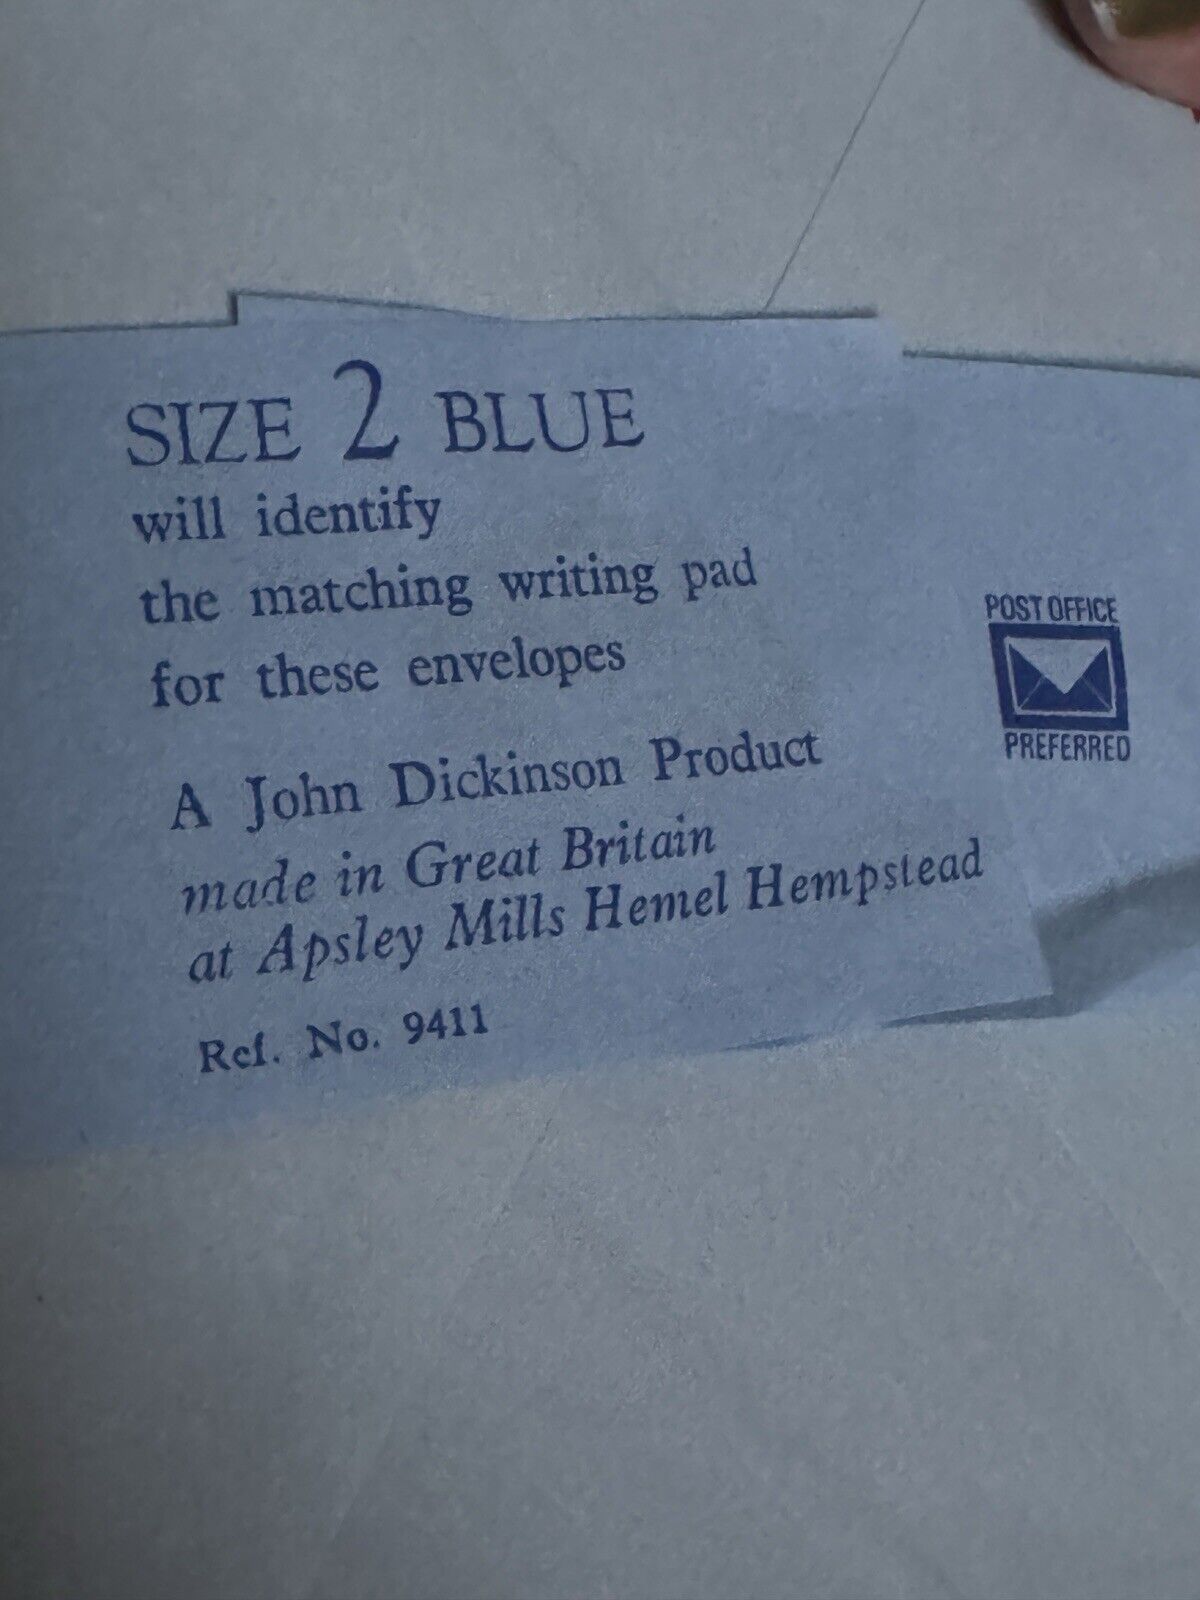 SIZE 2 BLUE
will identify
the matching writing pad
for these envelopes
POST OFFICE
PREFERRED
A John Dickinson Product
made in Great Britain
at Apsley Mills Hemel Hempstead
Ref. No. 9411